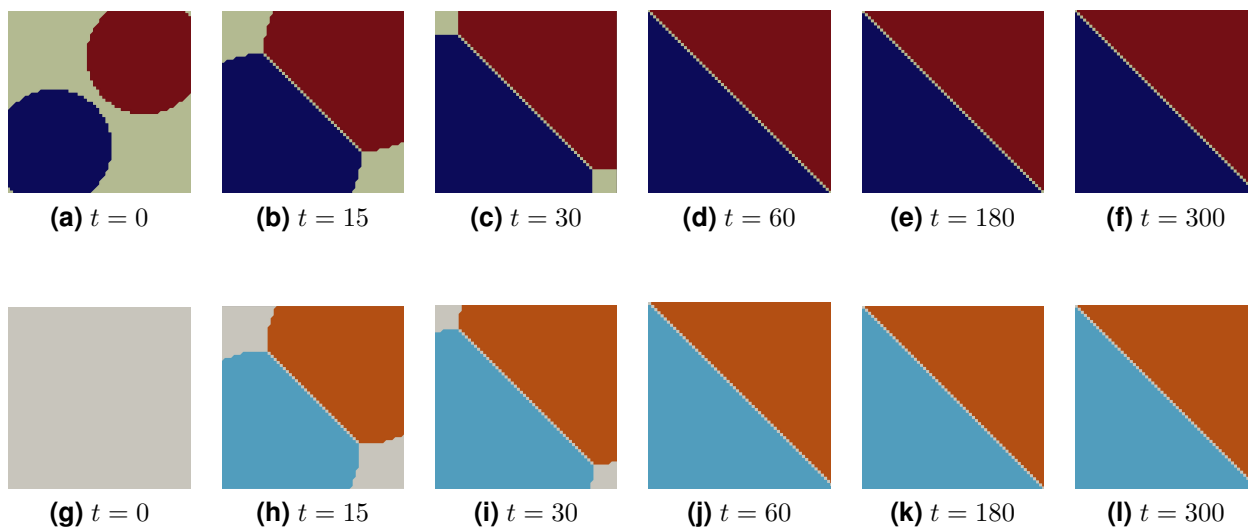 (a) t = 0 (b) t = 15 (c) t = 30 (d) t = 60 (e) t = 180 (f) t = 300
(g) t = 0 (h) t = 15 (i) t = 30 (j) t = 60 (k) t = 180 (l) t = 300